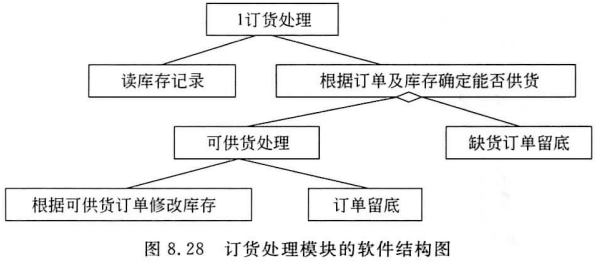 1订货处理
读库存记录
根据订单及库存确定能否供货
可供货处理
缺货订单留底
根据可供货订单修改库存
订单留底
图 8.28 订货处理模块的软件结构图